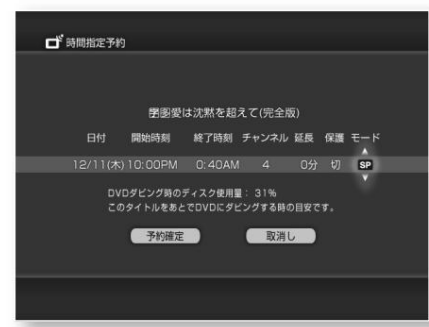 時間指定予約
愛は沈黙を超えて(完全版)
日付 開始時刻 終了時刻 チャンネル 延長 保護 モード
12/11(木) 10:00PM 0:40AM 4 0分 切 SP
DVDダビング時のディスク使用量: 31%
このタイトルをあとでDVDにダビングする時の目安です。
予約確定 取消し